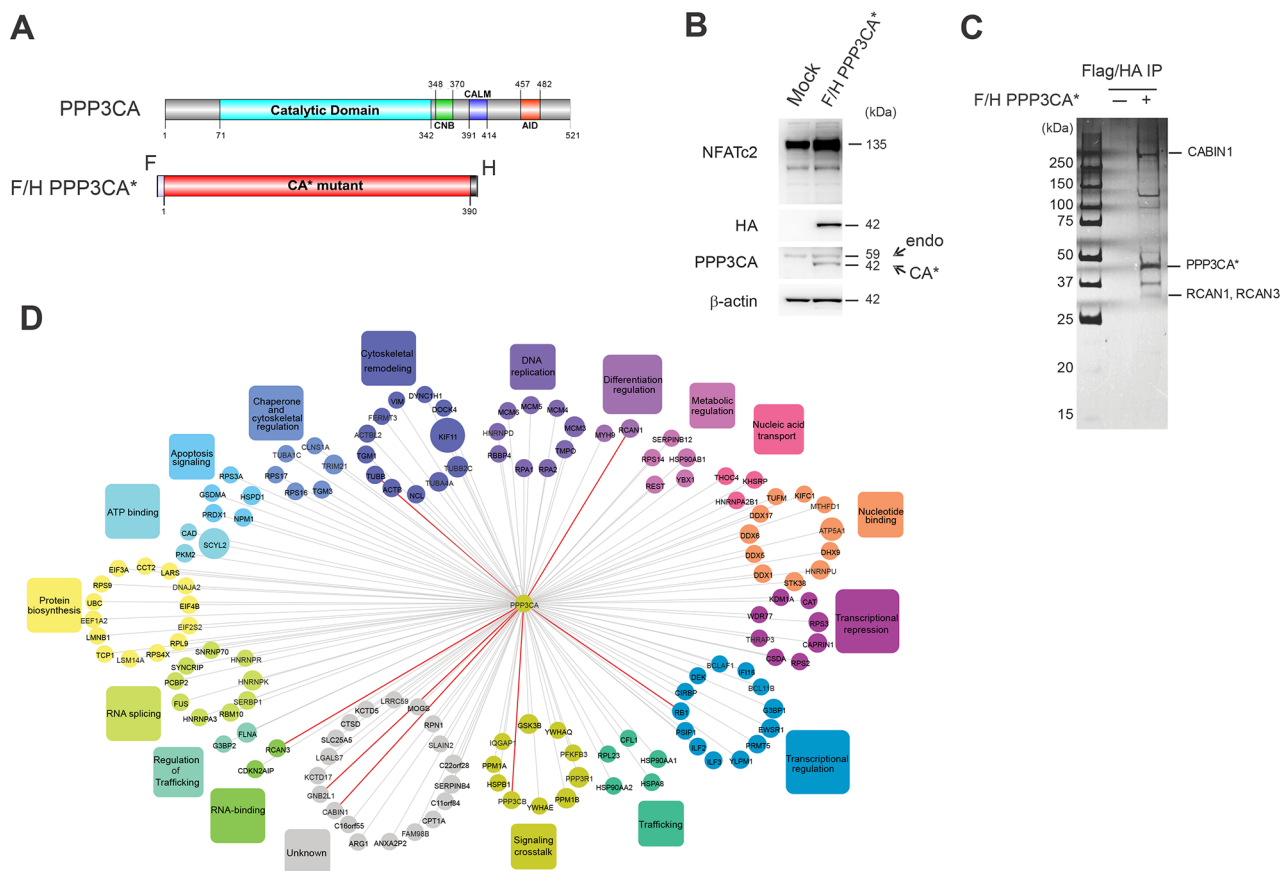 A
348
370
CALM
457
482
PPP3CA
Catalytic Domain
1
71
342
CNB
391
414
AID
521
F
H
F/H PPP3CA*
CA* mutant
1
390
B
Mock
F/H PPP3CA*
(kDa)
NFATc2
135
HA
42
PPP3CA
59
endo
42
CA*
β-actin
42
C
Flag/HA IP
F/H PPP3CA*
—
+
(kDa)
250
150
100
75
50
37
25
20
15
CABIN1
PPP3CA*
RCAN1, RCAN3
D
Cytoskeletal
remodeling
VIM
DYNC1H1
FERMT3
DOCK4
ACTBL2
KIF11
TGM1
TUBB2C
TUBB
TUBA4A
ACTB
NCL
DNA
replication
MCM6
MCM5
MCM4
HNRNPD
MCM3
RBBP4
TMPO
RPA1
RPA2
Differentiation
regulation
MYH9
RCAN1
Metabolic
regulation
SERPINB12
RPS14
HSP90AB1
REST
YBX1
Nucleic acid
transport
THOC4
KHSRP
HNRNPA2B1
Nucleotide
binding
TUFM
KIFC1
MTHFD1
DDX17
DDX6
ATP5A1
DDX5
DHX9
DDX1
HNRNPU
STK38
Transcriptional
repression
KDM1A
CAT
WDR77
RPS3
THRAP3
CAPRIN1
CSDA
RPS2
Transcriptional
regulation
BCLAF1
DEK
IFI16
CIRBP
BCL11B
RB1
G3BP1
PSIP1
EWSR1
ILF2
PRMT5
ILF3
YLPM1
Trafficking
CFL1
RPL23
HSP90AA1
HSP90AA2
HSPA8
Signaling
crosstalk
GSK3B
YWHAQ
IQGAP1
PFKFB3
PPM1A
PPP3R1
HSPB1
PPM1B
PPP3CB
YWHAE
Unknown
LRRC59
MOGS
KCTD5
RPN1
CTSD
SLC25A5
SLAIN2
LGALS7
C22orf28
KCTD17
SERPINB4
GNB2L1
C11orf84
CABIN1
CPT1A
C16orf55
FAM98B
ARG1
ANXA2P2
RNA-binding
RCAN3
CDKN2AIP
Regulation
of
Trafficking
FLNA
G3BP2
RNA splicing
SNRNP70
HNRNPR
SYNCRIP
PCBP2
HNRNPK
FUS
SERBP1
HNRNPA3
RBM10
Protein
biosynthesis
EIF3A
CCT2
LARS
RPS9
DNAJA2
UBC
EIF4B
EEF1A2
LMNB1
EIF2S2
TCP1
RPL9
LSM14A
RPS4X
ATP binding
CAD
SCYL2
PKM2
Apoptosis
signaling
RPS3A
GSDMA
HSPD1
PRDX1
NPM1
Chaperone
and
cytoskeletal
regulation
CLNS1A
TUBA1C
TRIM21
RPS17
RPS16
TGM3
PPP3CA